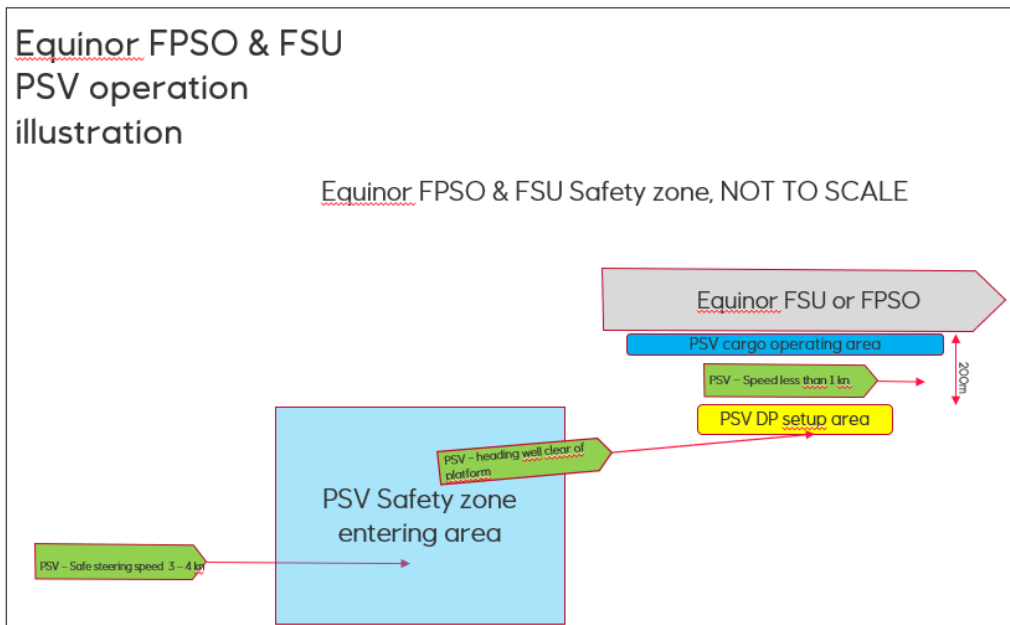 Equinor FPSO & FSU
PSV operation
illustration
Equinor FPSO & FSU Safety zone, NOT TO SCALE
Equinor FSU or FPSO
PSV cargo operating area
200m
PSV – Speed less than 1 kn
PSV DP setup area
PSV – heading well clear of
platform
PSV Safety zone
entering area
PSV – Safe steering speed 3 – 4 kn